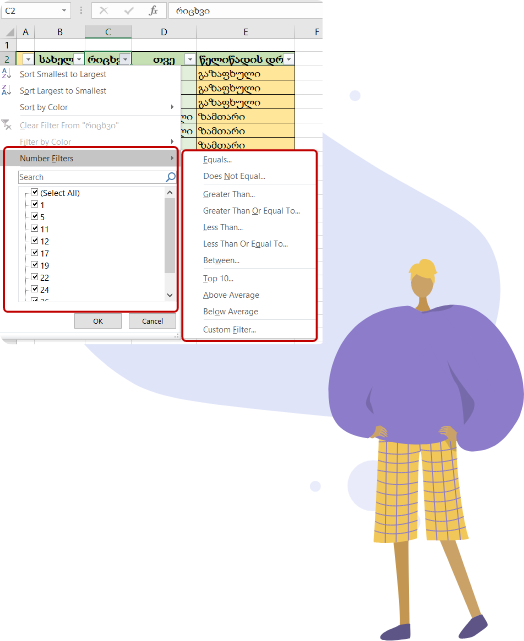 C2 fx რიცხვი
A B C D E F
1
2 სახელ რიცხვ თვე წელიწადის დრ
Sort Smallest to Largest გაზაფხული
Sort Largest to Smallest გაზაფხული
Sort by Color გაზაფხული
Clear Filter From "რიცხვი" ლი ზამთარი
Filter by Color ლი ზამთარი
Number Filters ზამთარი
Search
(Select All)
1
5
11
12
17
19
22
24
OK Cancel
Equals...
Does Not Equal...
Greater Than...
Greater Than Or Equal To...
Less Than...
Less Than Or Equal To...
Between...
Top 10...
Above Average
Below Average
Custom Filter...